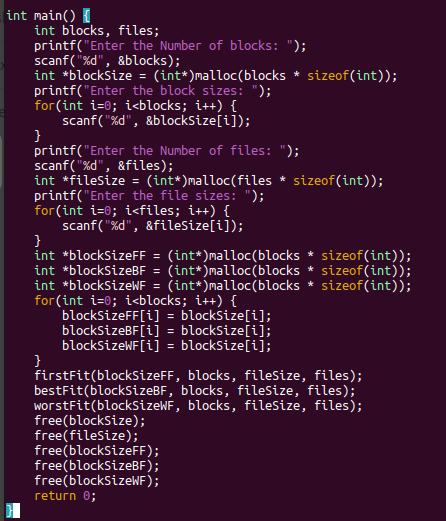 int main() {
    int blocks, files;
    printf("Enter the Number of blocks: ");
    scanf("%d", &blocks);
    int *blockSize = (int*)malloc(blocks * sizeof(int));
    printf("Enter the block sizes: ");
    for(int i=0; i<blocks; i++) {
        scanf("%d", &blockSize[i]);
    }
    printf("Enter the Number of files: ");
    scanf("%d", &files);
    int *fileSize = (int*)malloc(files * sizeof(int));
    printf("Enter the file sizes: ");
    for(int i=0; i<files; i++) {
        scanf("%d", &fileSize[i]);
    }
    int *blockSizeFF = (int*)malloc(blocks * sizeof(int));
    int *blockSizeBF = (int*)malloc(blocks * sizeof(int));
    int *blockSizeWF = (int*)malloc(blocks * sizeof(int));
    for(int i=0; i<blocks; i++) {
        blockSizeFF[i] = blockSize[i];
        blockSizeBF[i] = blockSize[i];
        blockSizeWF[i] = blockSize[i];
    }
    firstFit(blockSizeFF, blocks, fileSize, files);
    bestFit(blockSizeBF, blocks, fileSize, files);
    worstFit(blockSizeWF, blocks, fileSize, files);
    free(blockSize);
    free(fileSize);
    free(blockSizeFF);
    free(blockSizeBF);
    free(blockSizeWF);
    return 0;
}